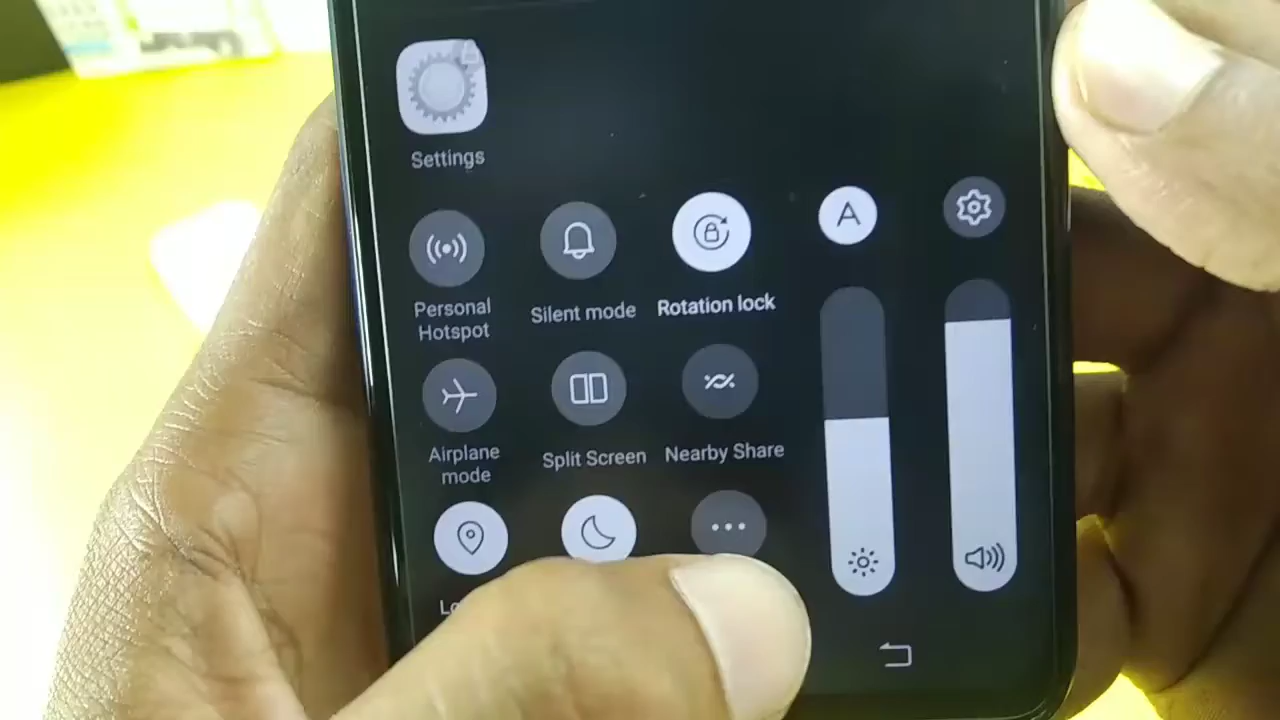 Settings
A
Personal
Hotspot
Silent mode
Rotation lock
Airplane
mode
Split Screen
Nearby Share